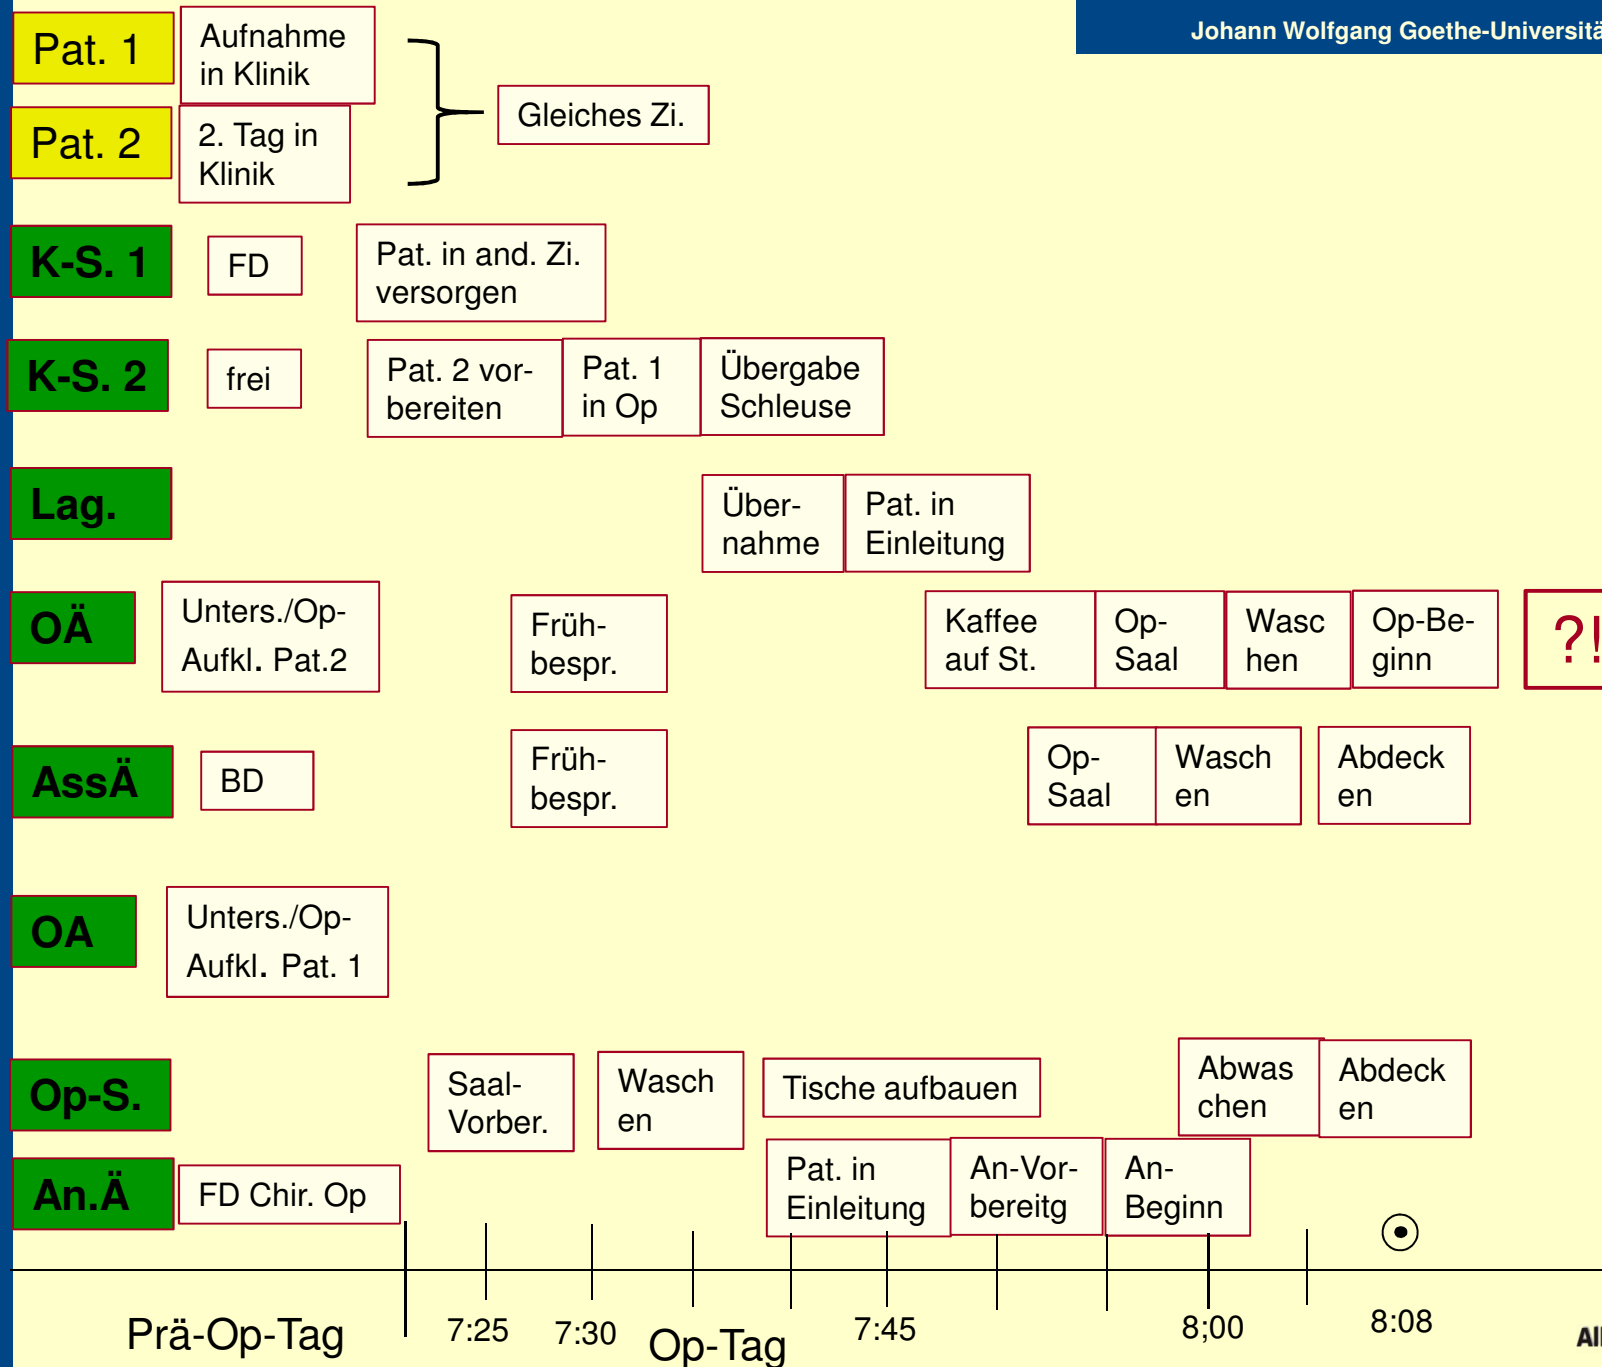 Johann Wolfgang Goethe-Universitä
Pat. 1
Aufnahme
in Klinik
Gleiches Zi.
Pat. 2
2. Tag in
Klinik
K-S. 1
FD
Pat. in and. Zi.
versorgen
K-S. 2
frei
Pat. 2 vor-
bereiten
Pat. 1
in Op
Übergabe
Schleuse
Lag.
Über-
nahme
Pat. in
Einleitung
OÄ
Unters./Op-
Aufkl. Pat.2
Früh-
bespr.
Kaffee
auf St.
Op-
Saal
Wasc
hen
Op-Be-
ginn
?!
AssÄ
BD
Früh-
bespr.
Op-
Saal
Wasch
en
Abdeck
en
OA
Unters./Op-
Aufkl. Pat. 1
Op-S.
Saal-
Vorber.
Wasch
en
Tische aufbauen
Abwas
chen
Abdeck
en
An.Ä
FD Chir. Op
Pat. in
Einleitung
An-Vor-
bereitg
An-
Beginn
Prä-Op-Tag
7:25
7:30
Op-Tag
7:45
8;00
8:08